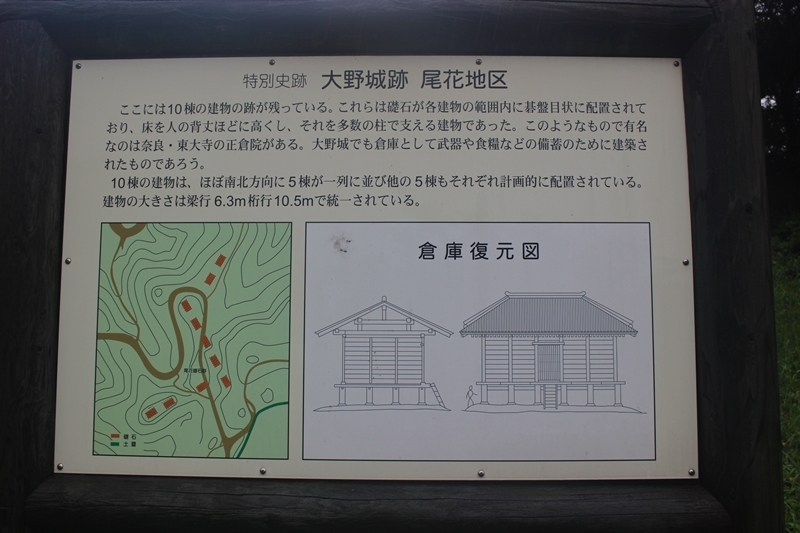 特別史跡 大野城跡 尾花地区
ここには10棟の建物の跡が残っている。これらは礎石が各建物の範囲内に碁盤目状に配置されて
おり、床を人の背丈ほどに高くし、それを多数の柱で支える建物であった。このようなもので有名
なのは奈良・東大寺の正倉院がある。大野城でも倉庫として武器や食糧などの備蓄のために建築さ
れたものであろう。
10棟の建物は、ほぼ南北方向に5棟が一列に並び他の5棟もそれぞれ計画的に配置されている。
建物の大きさは梁行6.3m桁行10.5mで統一されている。
倉庫復元図
礎石
土塁